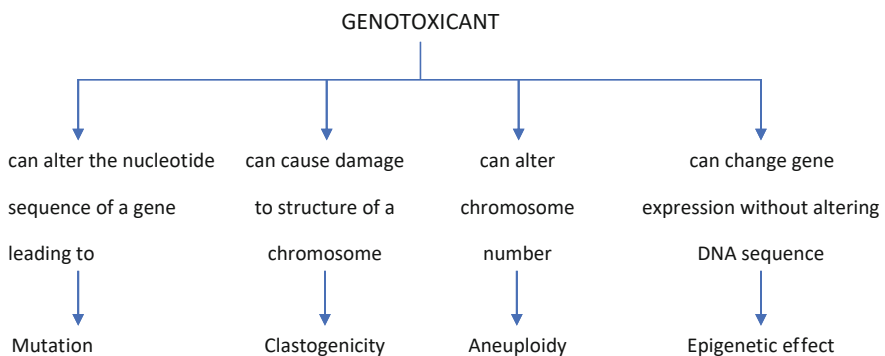 GENOTOXICANT
can alter the nucleotide
sequence of a gene
leading to
Mutation
can cause damage
to structure of a
chromosome
Clastogenicity
can alter
chromosome
number
Aneuploidy
can change gene
expression without altering
DNA sequence
Epigenetic effect